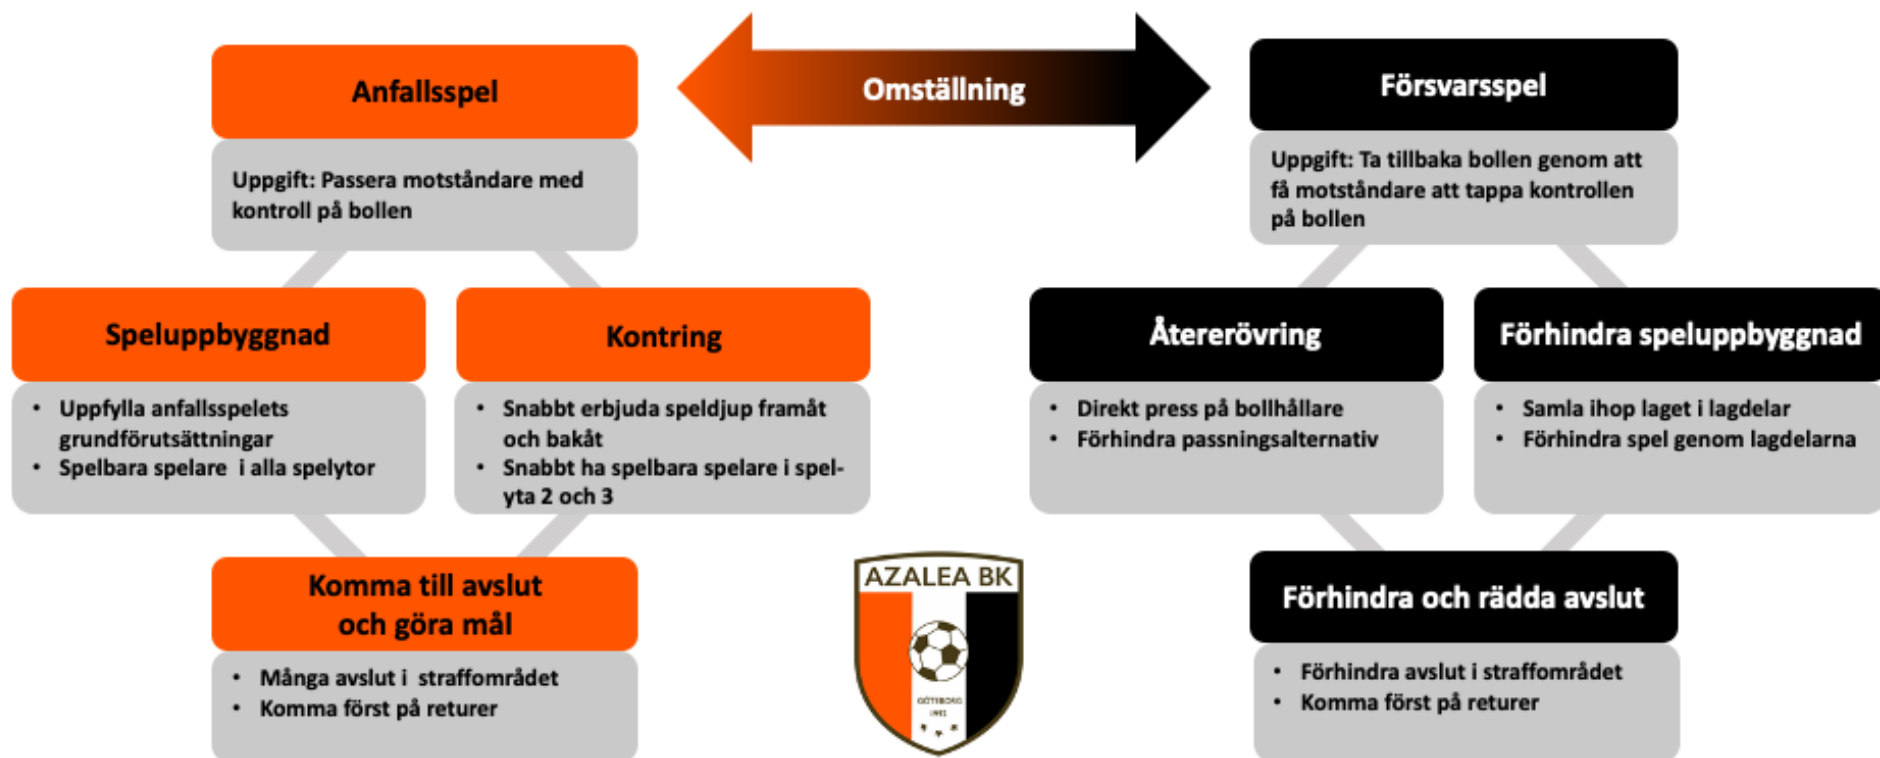 Anfallsspel
Uppgift: Passera motståndare med
kontroll på bollen
Omställning
Försvarsspel
Uppgift: Ta tillbaka bollen genom att
få motståndare att tappa kontrollen
på bollen
Speluppbyggnad
• Uppfylla anfallsspelets
grundförutsättningar
• Spelbara spelare i alla spelytor
Kontring
• Snabbt erbjuda speldjup framåt
och bakåt
• Snabbt ha spelbara spelare i spel-
yta 2 och 3
Återerövring
• Direkt press på bollhållare
• Förhindra passningsalternativ
Förhindra speluppbyggnad
• Samla ihop laget i lagdelar
• Förhindra spel genom lagdelarna
Komma till avslut
och göra mål
• Många avslut i straffområdet
• Komma först på returer
AZALEA BK
GÖTEBORG
Förhindra och rädda avslut
• Förhindra avslut i straffområdet
• Komma först på returer